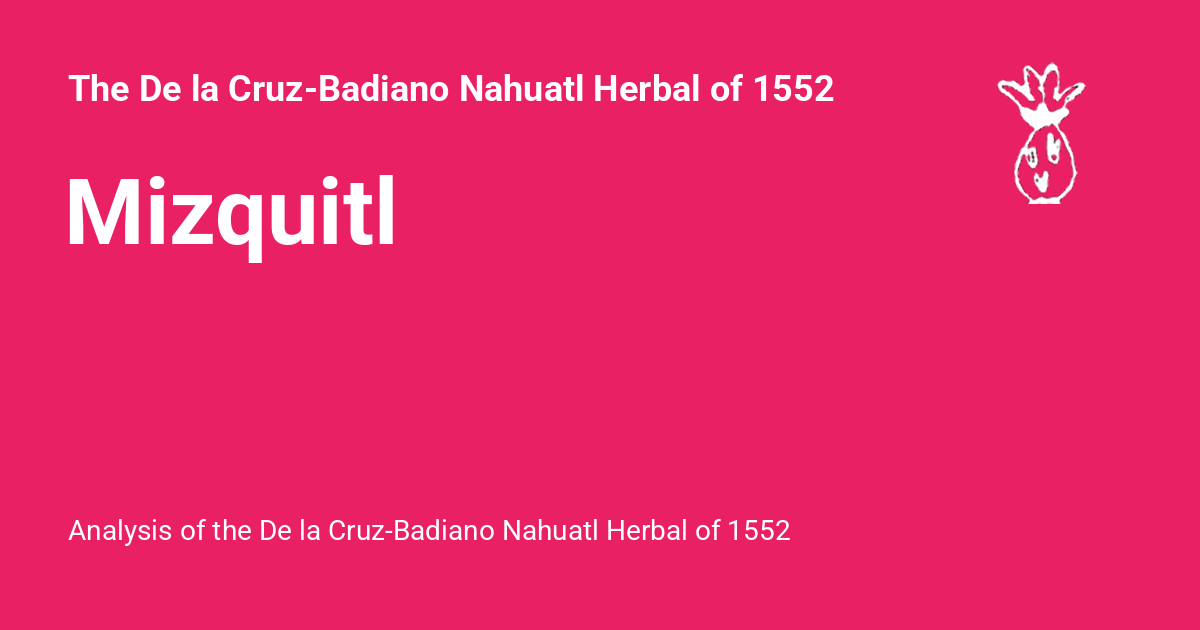 The De la Cruz-Badiano Nahuatl Herbal of 1552
Mizquitl
Analysis of the De la Cruz-Badiano Nahuatl Herbal of 1552